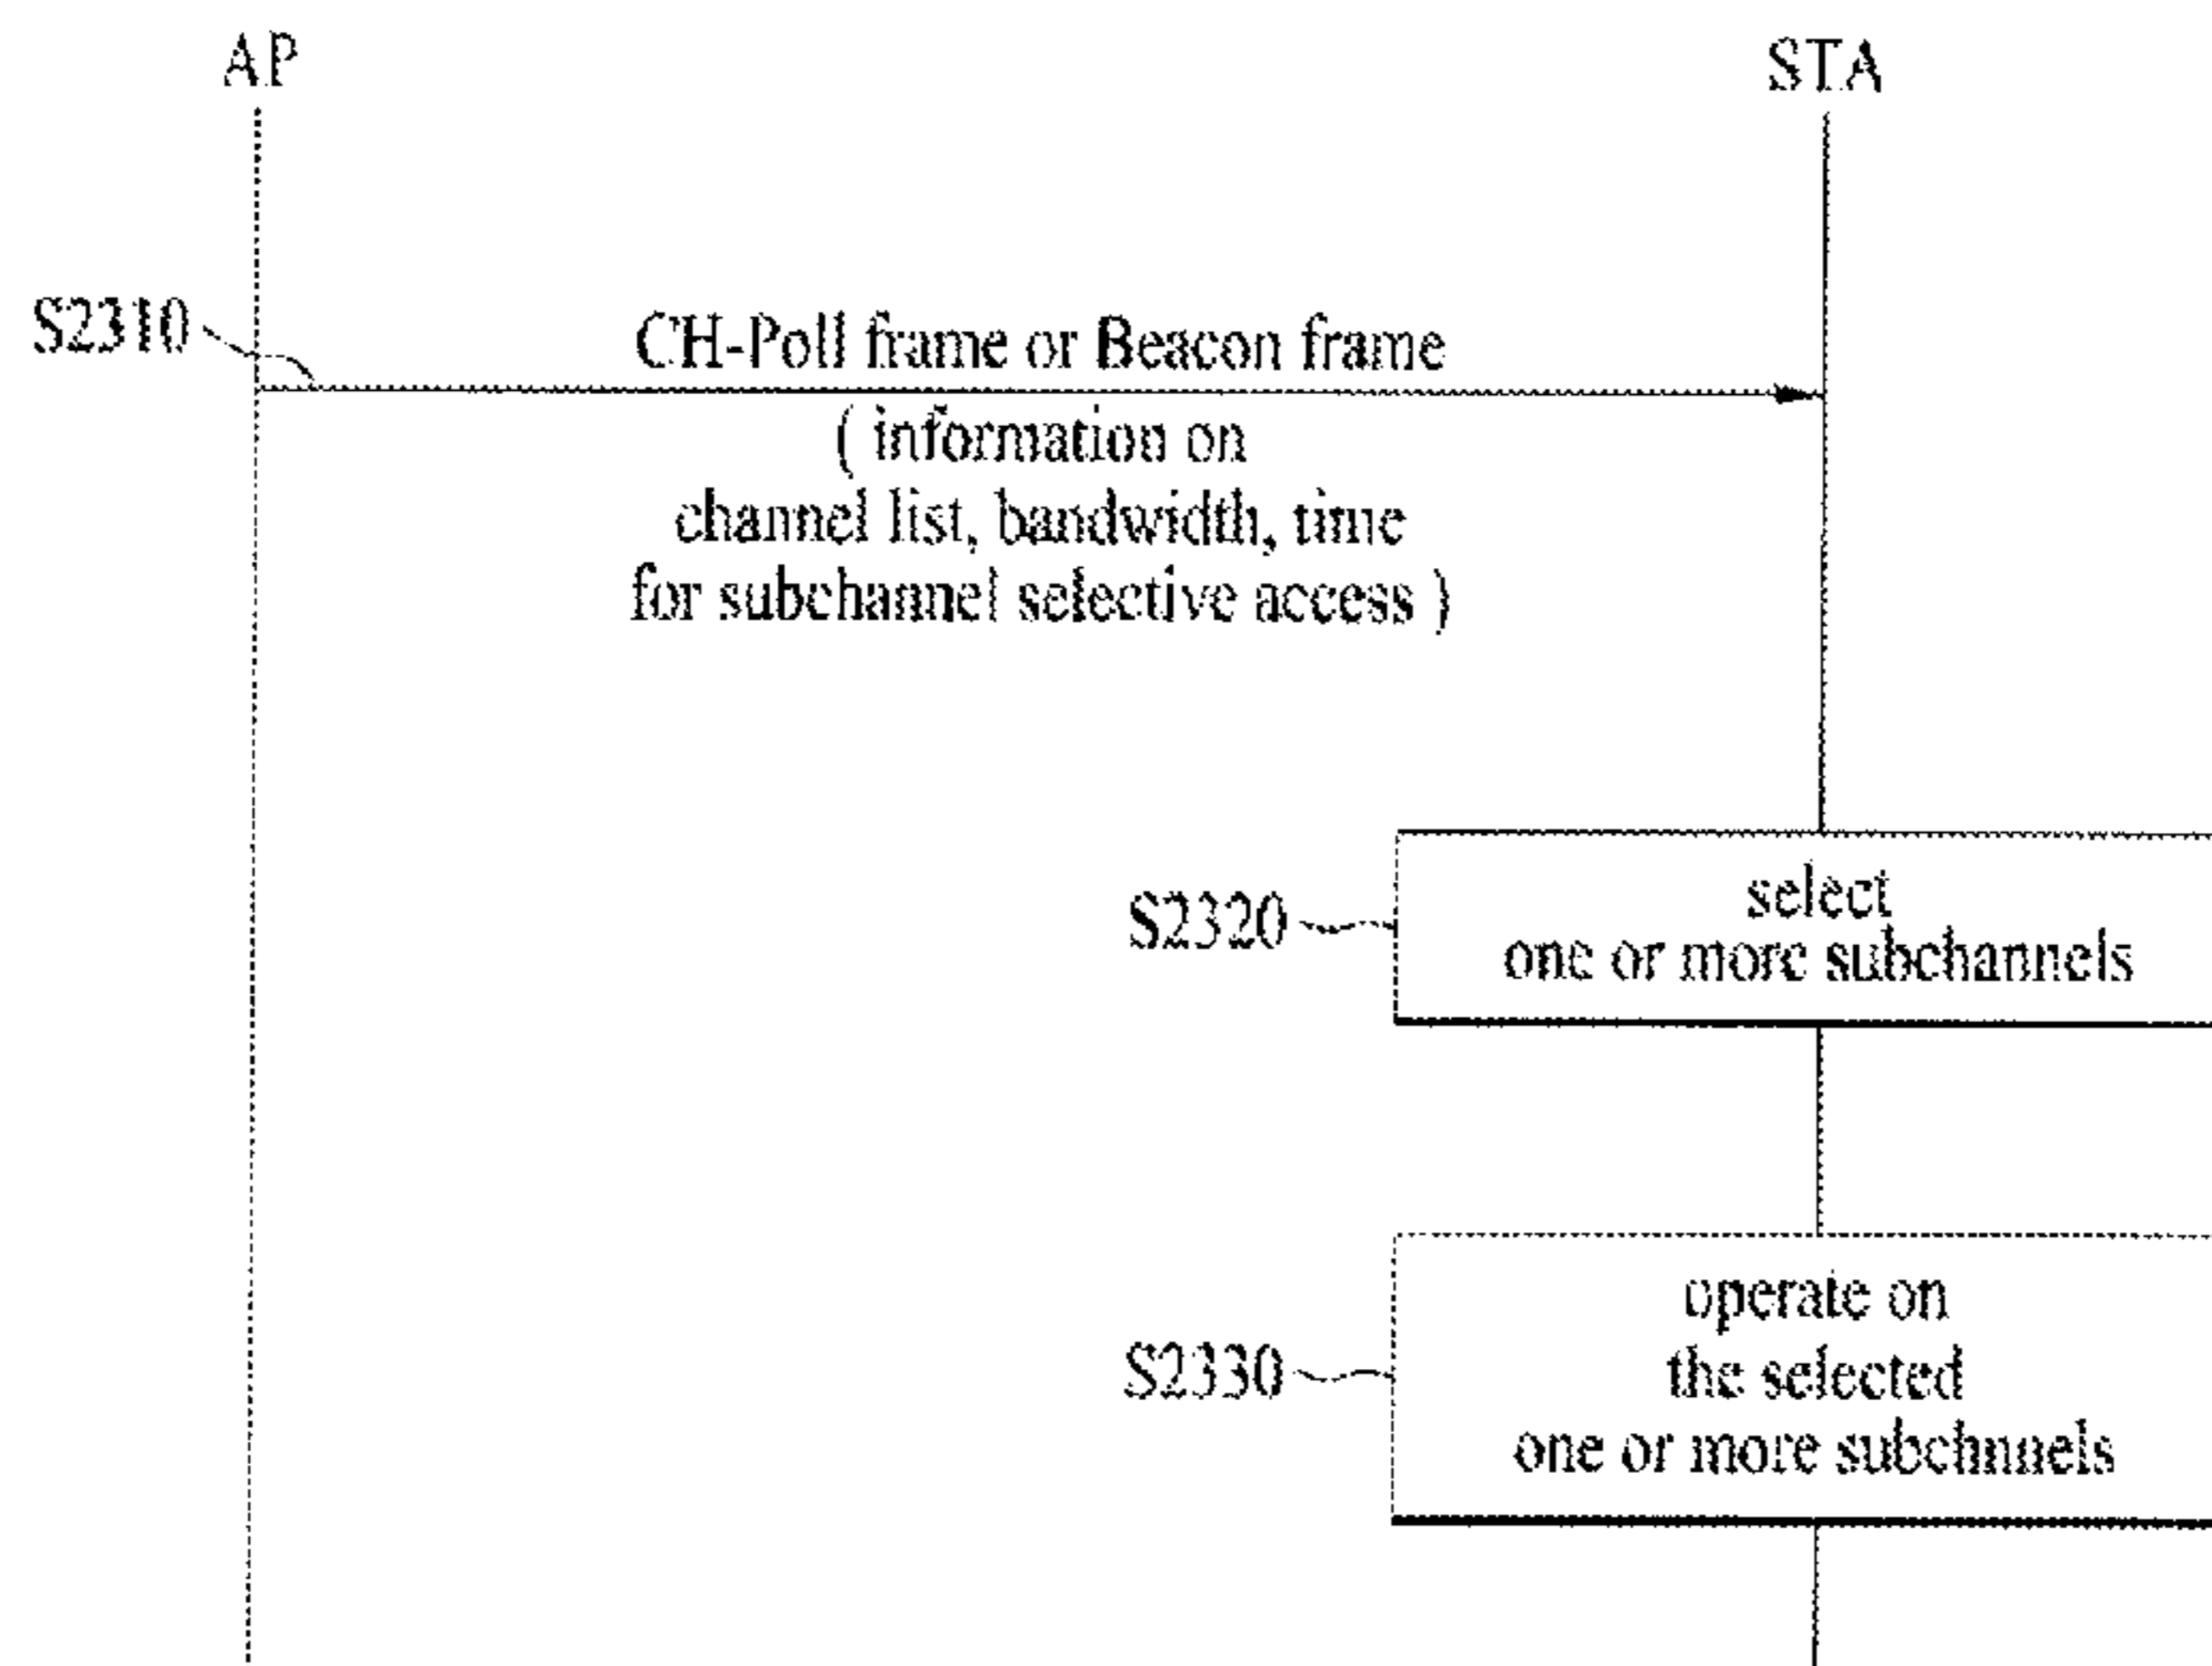 AP
STA
S2310
CH-Poll frame or Beacon frame
( information on
channel list, bandwidth, time
for subchannel selective access )
S2320
select
one or more subchannels
S2330
operate on
the selected
one or more subchnnels